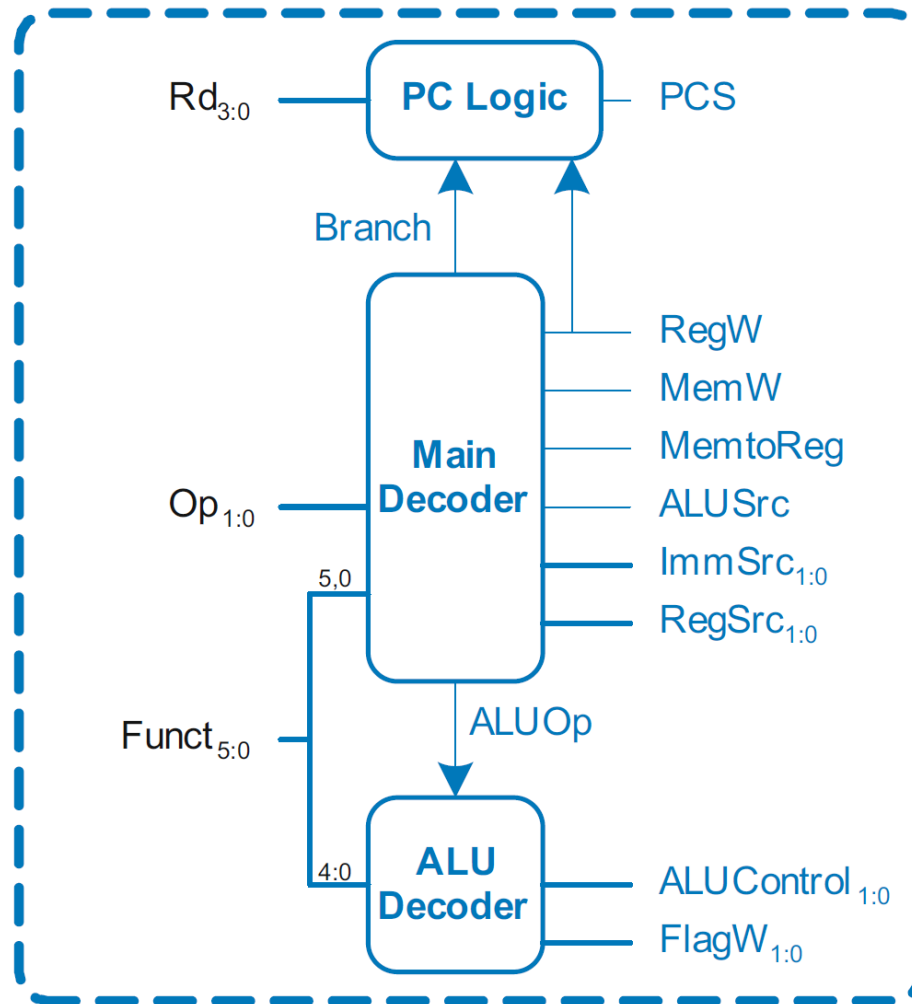 Rd3:0
PC Logic
PCS
Branch
RegW
MemW
MemtoReg
Main
Decoder
Op1:0
ALUSrc
ImmSrc1:0
5,0
RegSrc1:0
ALUOp
Funct5:0
4:0
ALU
Decoder
ALUControl1:0
FlagW1:0